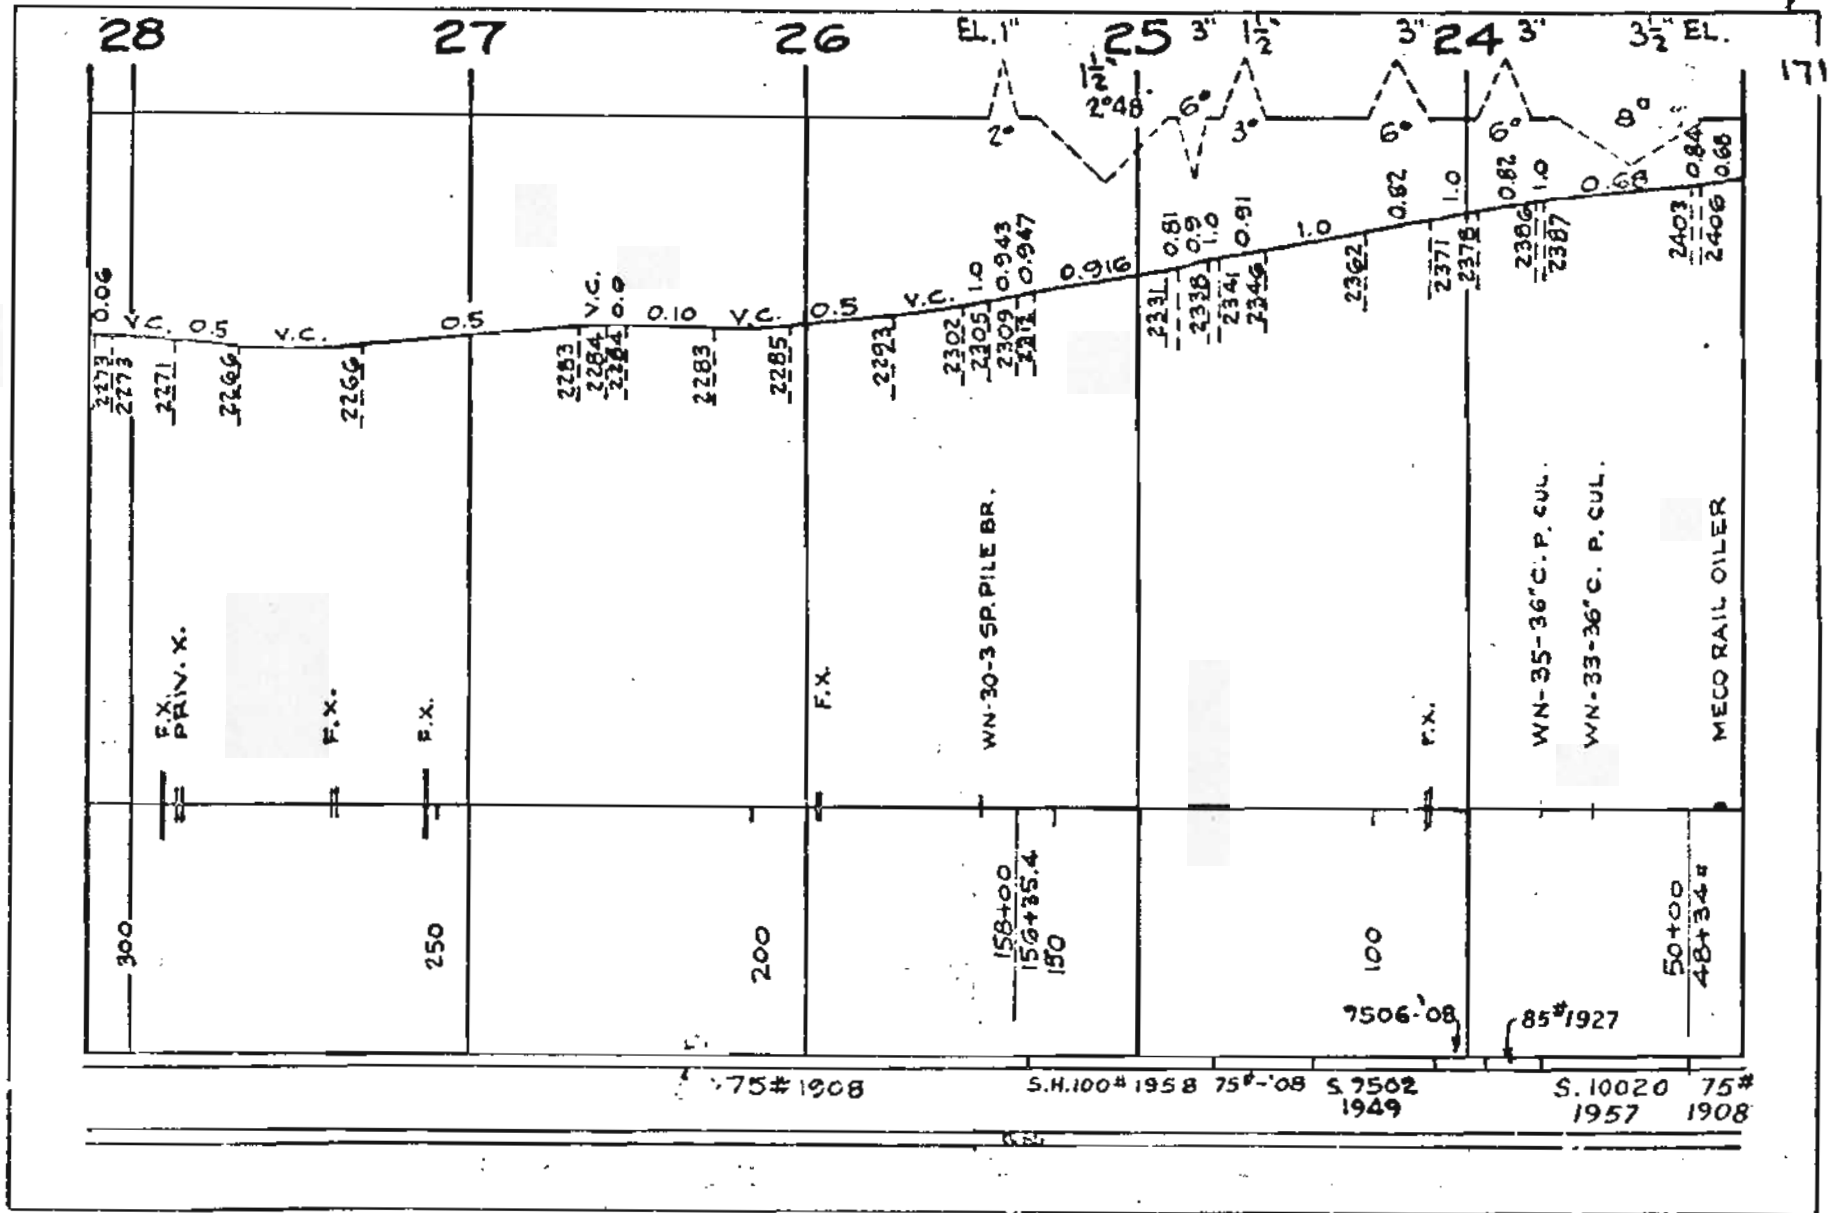 28 27 26 EL. 1" 25 3" 1½" 3" 24 3" 3½" EL.
171
1½"
2°48' 6° 8°
2° 3° 6° 6°
0.06 V.C. 0.5 V.C. 0.5 V.C. 0.0 0.10 V.C. 0.5 V.C. 1.0 0.943 0.947 0.916 0.81 0.9 1.0 0.91 1.0 0.82 1.0 0.82 1.0 0.68 0.84 0.68
2273
2273
2271
2266
2266
2283
2284
2284
2283
2285
2293
2302
2305
2309
2331
2338
2341
2346
2362
2371
2378
2386
2387
2403
2406
F.X.
PRIV. X.
F.X.
F.X.
F.X.
WN-30-3 SP. PILE BR.
F.X.
WN-35-36" C. P. CUL.
WN-33-36" C. P. CUL.
MECO RAIL OILER
300
250
200
158+00
156+35.4
150
100
50+00
48+34
7506-'08 85# 1927
75# 1908 S.H. 100# 1958 75#-'08 S. 7502 S. 10020 75#
1949 1957 1908